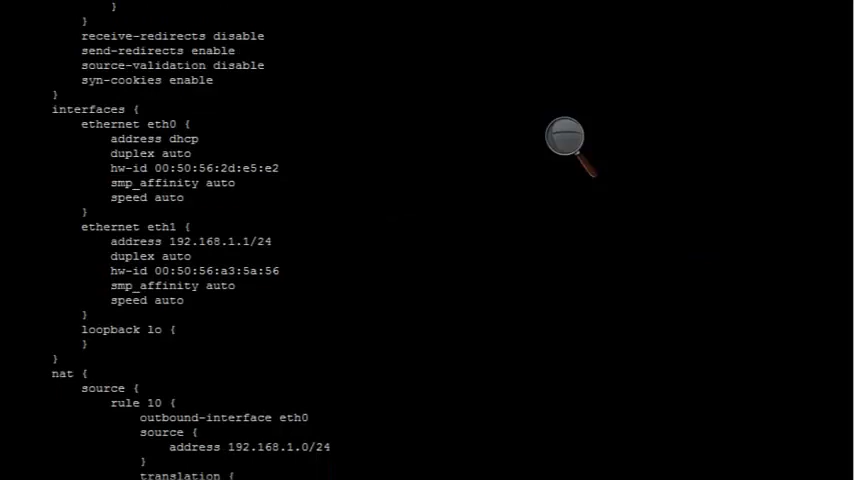 }
}
receive-redirects disable
send-redirects enable
source-validation disable
syn-cookies enable
}
interfaces {
ethernet eth0 {
address dhcp
duplex auto
hw-id 00:50:56:2d:e5:e2
smp_affinity auto
speed auto
}
ethernet eth1 {
address 192.168.1.1/24
duplex auto
hw-id 00:50:56:a3:5a:56
smp_affinity auto
speed auto
}
loopback lo {
}
}
nat {
source {
rule 10 {
outbound-interface eth0
source {
address 192.168.1.0/24
}
translation {